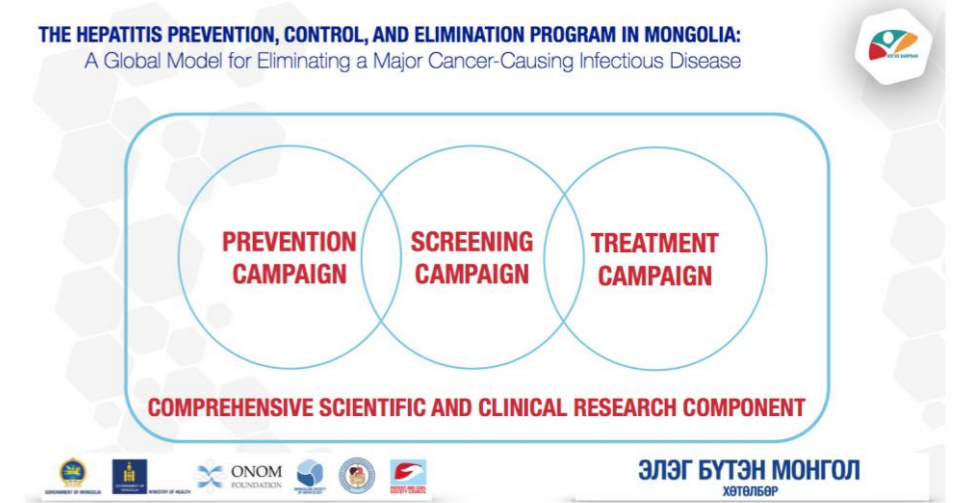 THE HEPATITIS PREVENTION, CONTROL, AND ELIMINATION PROGRAM IN MONGOLIA:
A Global Model for Eliminating a Major Cancer-Causing Infectious Disease
PREVENTION
CAMPAIGN
SCREENING
CAMPAIGN
TREATMENT
CAMPAIGN
COMPREHENSIVE SCIENTIFIC AND CLINICAL RESEARCH COMPONENT
GOVERNMENT OF MONGOLIA
MINISTRY OF HEALTH
ONOM
FOUNDATION
ЭЛЭГ БҮТЭН МОНГОЛ
ХӨТӨЛБӨР